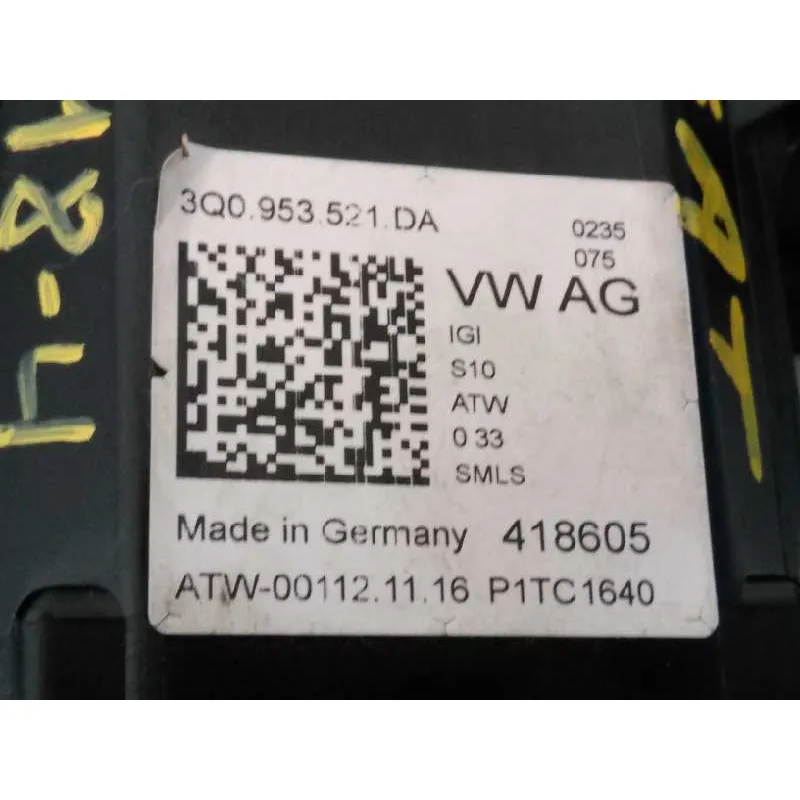 3Q0.953.521.DA
0235
075
VW AG
IGI
S10
ATW
0 33
SMLS
Made in Germany 418605
ATW-00112.11.16 P1TC1640